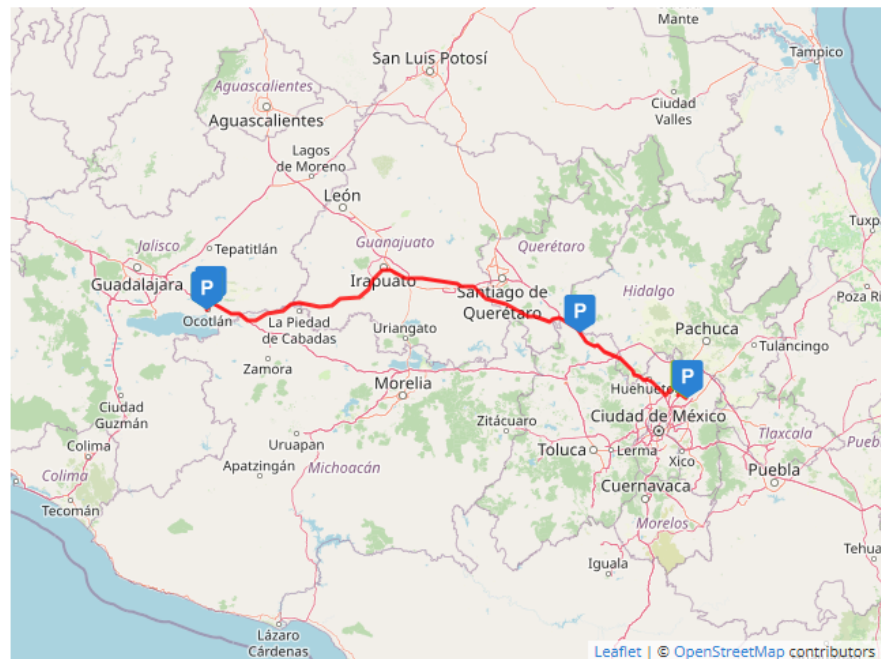 Mante
Tampico
San Luis Potosí
Ciudad
Valles
Aguascalientes
Aguascalientes
Lagos
de Moreno
León
Jalisco
Tepatitlán
Guanajuato
Querétaro
Guadalajara
Irapuato
Santiago de
Querétaro
Hidalgo
P
Ocotlán
La Piedad
de Cabadas
Uriangato
P
Pachuca
Tulancingo
Poza Ri
Tuxp
Zamora
Morelia
Huehuete
P
Ciudad
Guzmán
Zitácuaro
Ciudad de México
Tlaxcala
Pueb
Colima
Uruapan
Toluca
Lerma
Xico
Puebla
Colima
Apatzingán
Michoacán
Cuernavaca
Tecomán
Morelos
Iguala
Tehua
Lázaro
Cárdenas
Leaflet | © OpenStreetMap contributors